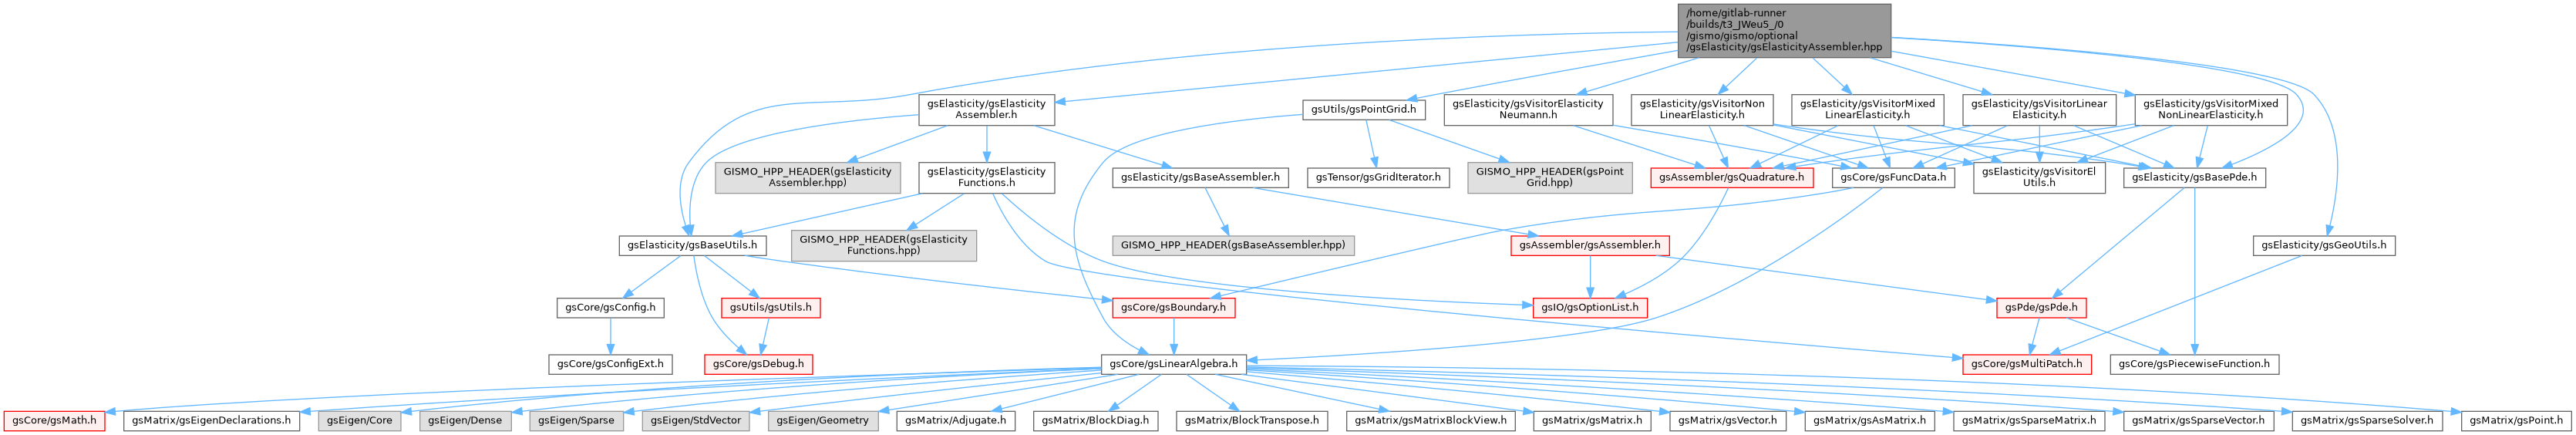 /home/gitlab-runner
/builds/t3_JWeu5_/0
/gismo/gismo/optional
/gsElasticity/gsElasticityAssembler.hpp
gsElasticity/gsElasticity
Assembler.h
gsUtils/gsPointGrid.h
gsElasticity/gsVisitorElasticity
Neumann.h
gsElasticity/gsVisitorNon
LinearElasticity.h
gsElasticity/gsVisitorMixed
LinearElasticity.h
gsElasticity/gsVisitorLinear
Elasticity.h
gsElasticity/gsVisitorMixed
NonLinearElasticity.h
GISMO_HPP_HEADER(gsElasticity
Assembler.hpp)
gsElasticity/gsElasticity
Functions.h
gsElasticity/gsBaseAssembler.h
gsTensor/gsGridIterator.h
GISMO_HPP_HEADER(gsPoint
Grid.hpp)
gsAssembler/gsQuadrature.h
gsCore/gsFuncData.h
gsElasticity/gsVisitorEl
Utils.h
gsElasticity/gsBasePde.h
gsElasticity/gsBaseUtils.h
GISMO_HPP_HEADER(gsElasticity
Functions.hpp)
GISMO_HPP_HEADER(gsBaseAssembler.hpp)
gsAssembler/gsAssembler.h
gsElasticity/gsGeoUtils.h
gsCore/gsConfig.h
gsUtils/gsUtils.h
gsCore/gsBoundary.h
gsIO/gsOptionList.h
gsPde/gsPde.h
gsCore/gsConfigExt.h
gsCore/gsDebug.h
gsCore/gsLinearAlgebra.h
gsCore/gsMultiPatch.h
gsCore/gsPiecewiseFunction.h
gsCore/gsMath.h
gsMatrix/gsEigenDeclarations.h
gsEigen/Core
gsEigen/Dense
gsEigen/Sparse
gsEigen/StdVector
gsEigen/Geometry
gsMatrix/Adjugate.h
gsMatrix/BlockDiag.h
gsMatrix/BlockTranspose.h
gsMatrix/gsMatrixBlockView.h
gsMatrix/gsMatrix.h
gsMatrix/gsVector.h
gsMatrix/gsAsMatrix.h
gsMatrix/gsSparseMatrix.h
gsMatrix/gsSparseVector.h
gsMatrix/gsSparseSolver.h
gsMatrix/gsPoint.h